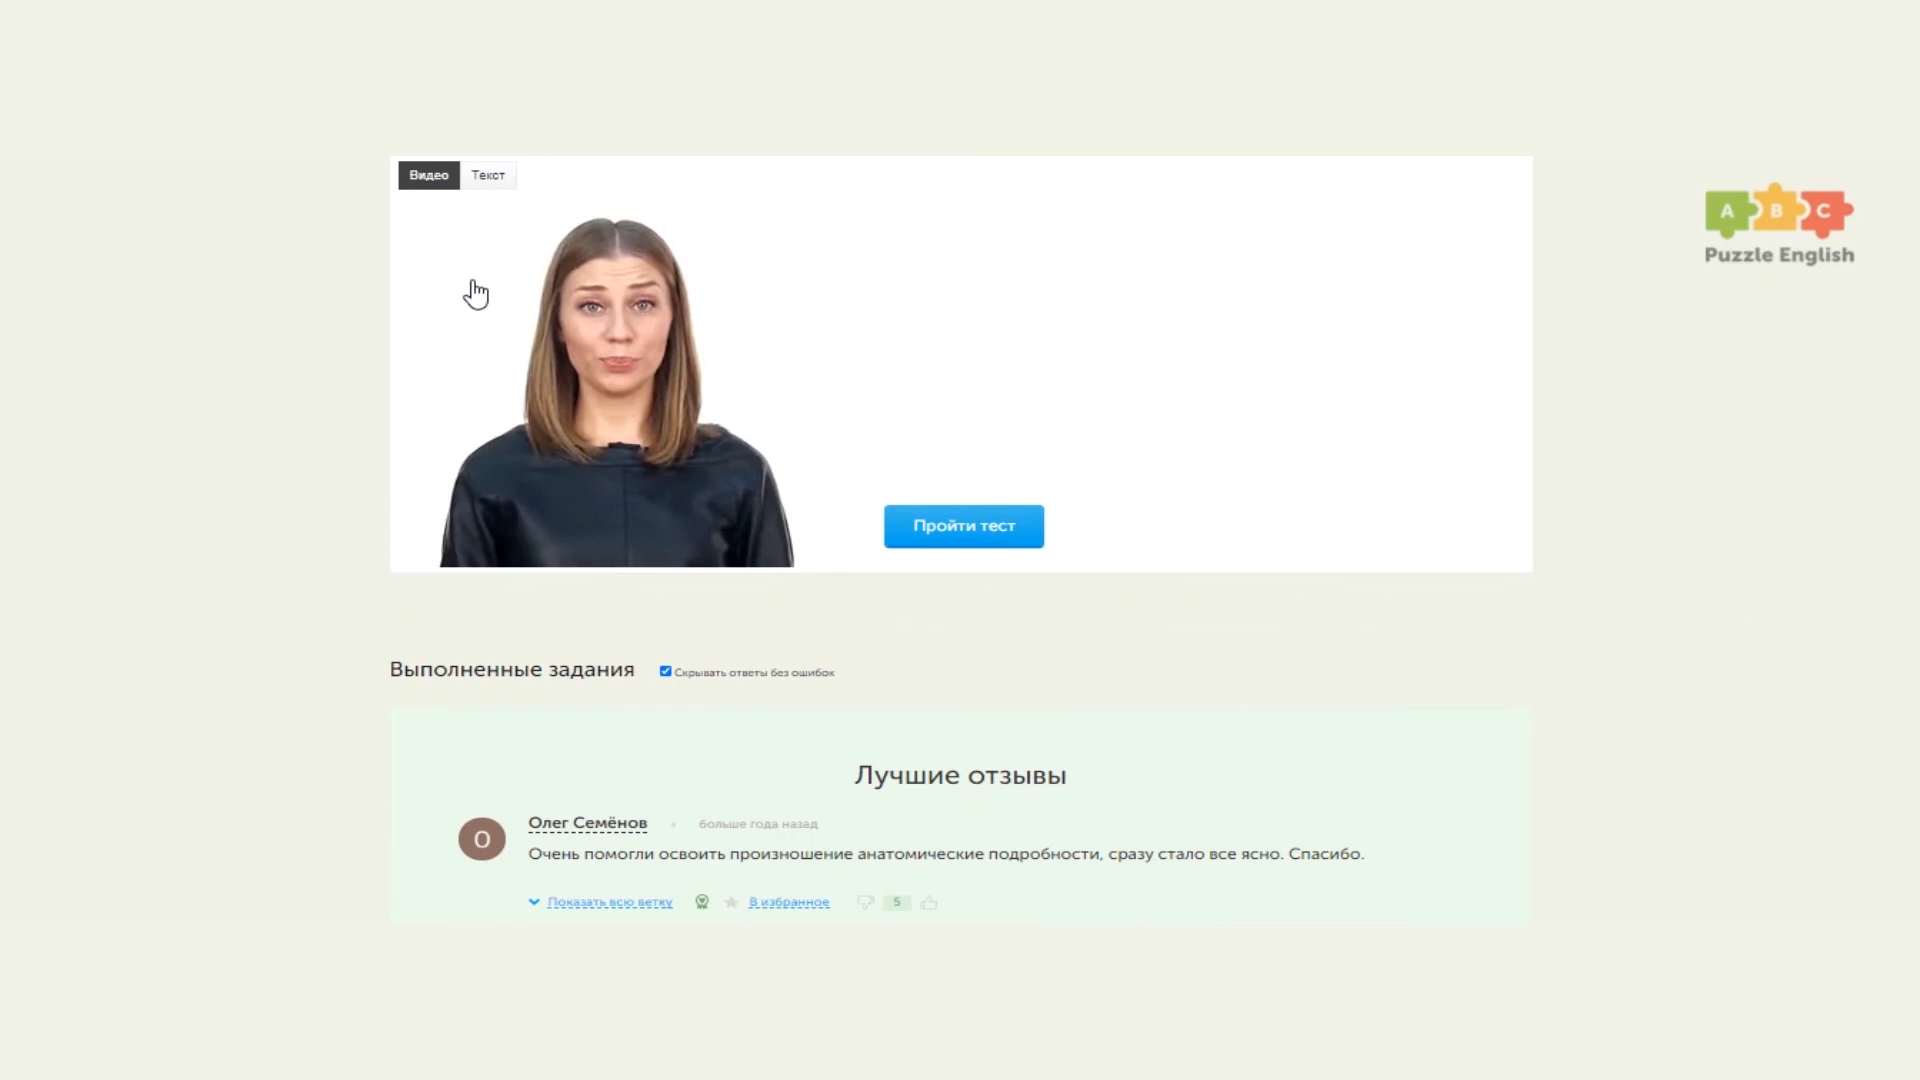 Видео Текст
A B C
Puzzle English
Пройти тест
Выполненные задания Скрывать ответы без ошибок
Лучшие отзывы
О
Олег Семёнов больше года назад
Очень помогли освоить произношение анатомические подробности, сразу стало все ясно. Спасибо.
Показать всю ветку В избранное 5